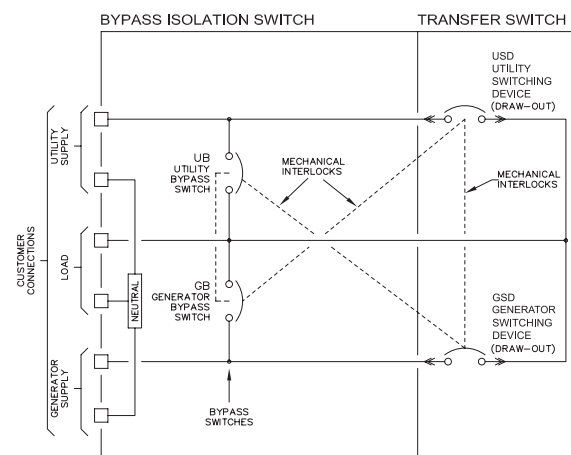 BYPASS ISOLATION SWITCH
TRANSFER SWITCH
USD
UTILITY
SWITCHING
DEVICE
(DRAW-OUT)
UTILITY
SUPPLY
UB
UTILITY
BYPASS
SWITCH
MECHANICAL
INTERLOCKS
MECHANICAL
INTERLOCKS
CUSTOMER
CONNECTIONS
LOAD
NEUTRAL
GB
GENERATOR
BYPASS
SWITCH
GSD
GENERATOR
SWITCHING
DEVICE
(DRAW-OUT)
GENERATOR
SUPPLY
BYPASS
SWITCHES